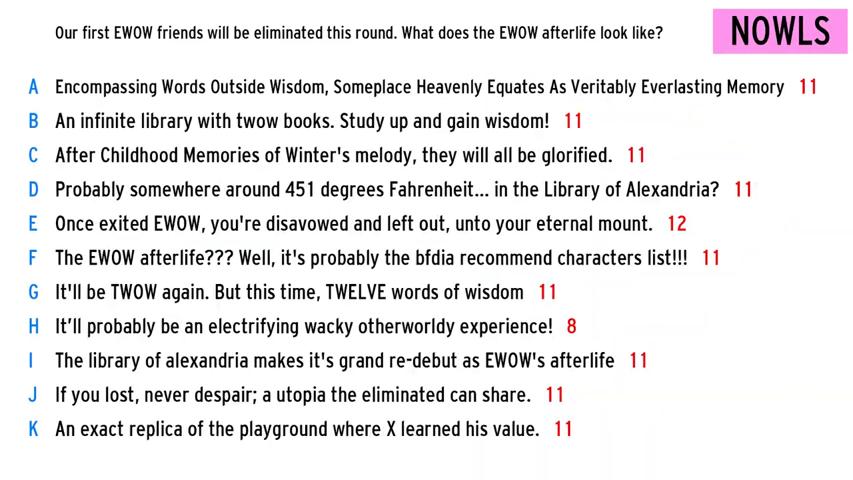 Our first EWOW friends will be eliminated this round. What does the EWOW afterlife look like?
NOWLS
A Encompassing Words Outside Wisdom, Someplace Heavenly Equates As Veritably Everlasting Memory 11
B An infinite library with twow books. Study up and gain wisdom! 11
C After Childhood Memories of Winter's melody, they will all be glorified. 11
D Probably somewhere around 451 degrees Fahrenheit... in the Library of Alexandria? 11
E Once exited EWOW, you're disavowed and left out, unto your eternal mount. 12
F The EWOW afterlife??? Well, it's probably the bfdia recommend characters list!!! 11
G It'll be TWOW again. But this time, TWELVE words of wisdom 11
H It’ll probably be an electrifying wacky otherworldy experience! 8
I The library of alexandria makes it's grand re-debut as EWOW's afterlife 11
J If you lost, never despair; a utopia the eliminated can share. 11
K An exact replica of the playground where X learned his value. 11